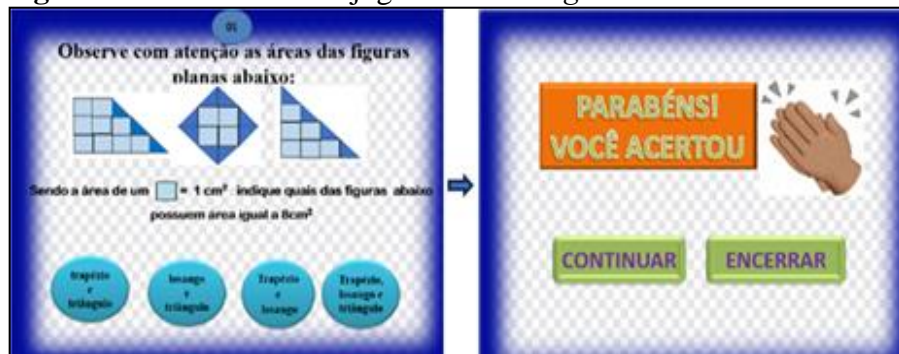 01
Observe com atenção as áreas das figuras
planas abaixo:
Sendo a área de um = 1 cm² indique quais das figuras abaixo
possuem área igual a 8cm²
trapézio
e
triângulo
losango
e
triângulo
Trapézio
e
losango
Trapézio,
losango e
triângulo
PARABÉNS!
VOCÊ ACERTOU
CONTINUAR
ENCERRAR